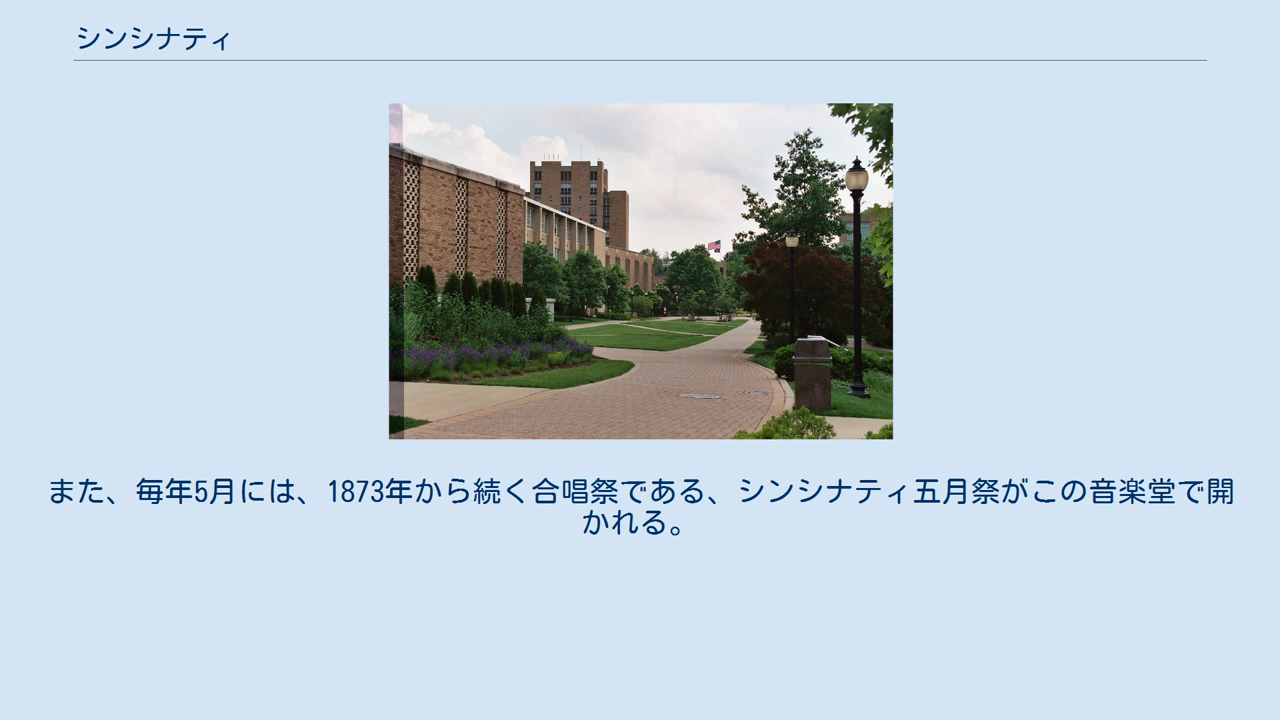 シンシナティ
また、毎年5月には、1873年から続く合唱祭である、シンシナティ五月祭がこの音楽堂で開
かれる。